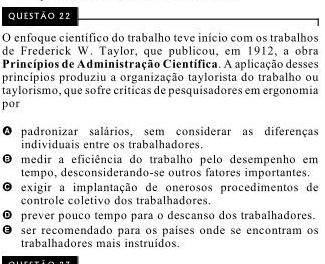 QUESTÃO 22
O enfoque científico do trabalho teve início com os trabalhos
de Frederick W. Taylor, que publicou, em 1912, a obra
Princípios de Administração Científica. A aplicação desses
princípios produziu a organização taylorista do trabalho ou
taylorismo, que sofre críticas de pesquisadores em ergonomia
por
A padronizar salários, sem considerar as diferenças
individuais entre os trabalhadores.
B medir a eficiência do trabalho pelo desempenho em
tempo, desconsiderando-se outros fatores importantes.
C exigir a implantação de onerosos procedimentos de
controle coletivo dos trabalhadores.
D prever pouco tempo para o descanso dos trabalhadores.
E ser recomendado para os países onde se encontram os
trabalhadores mais instruídos.
QUESTÃO 23